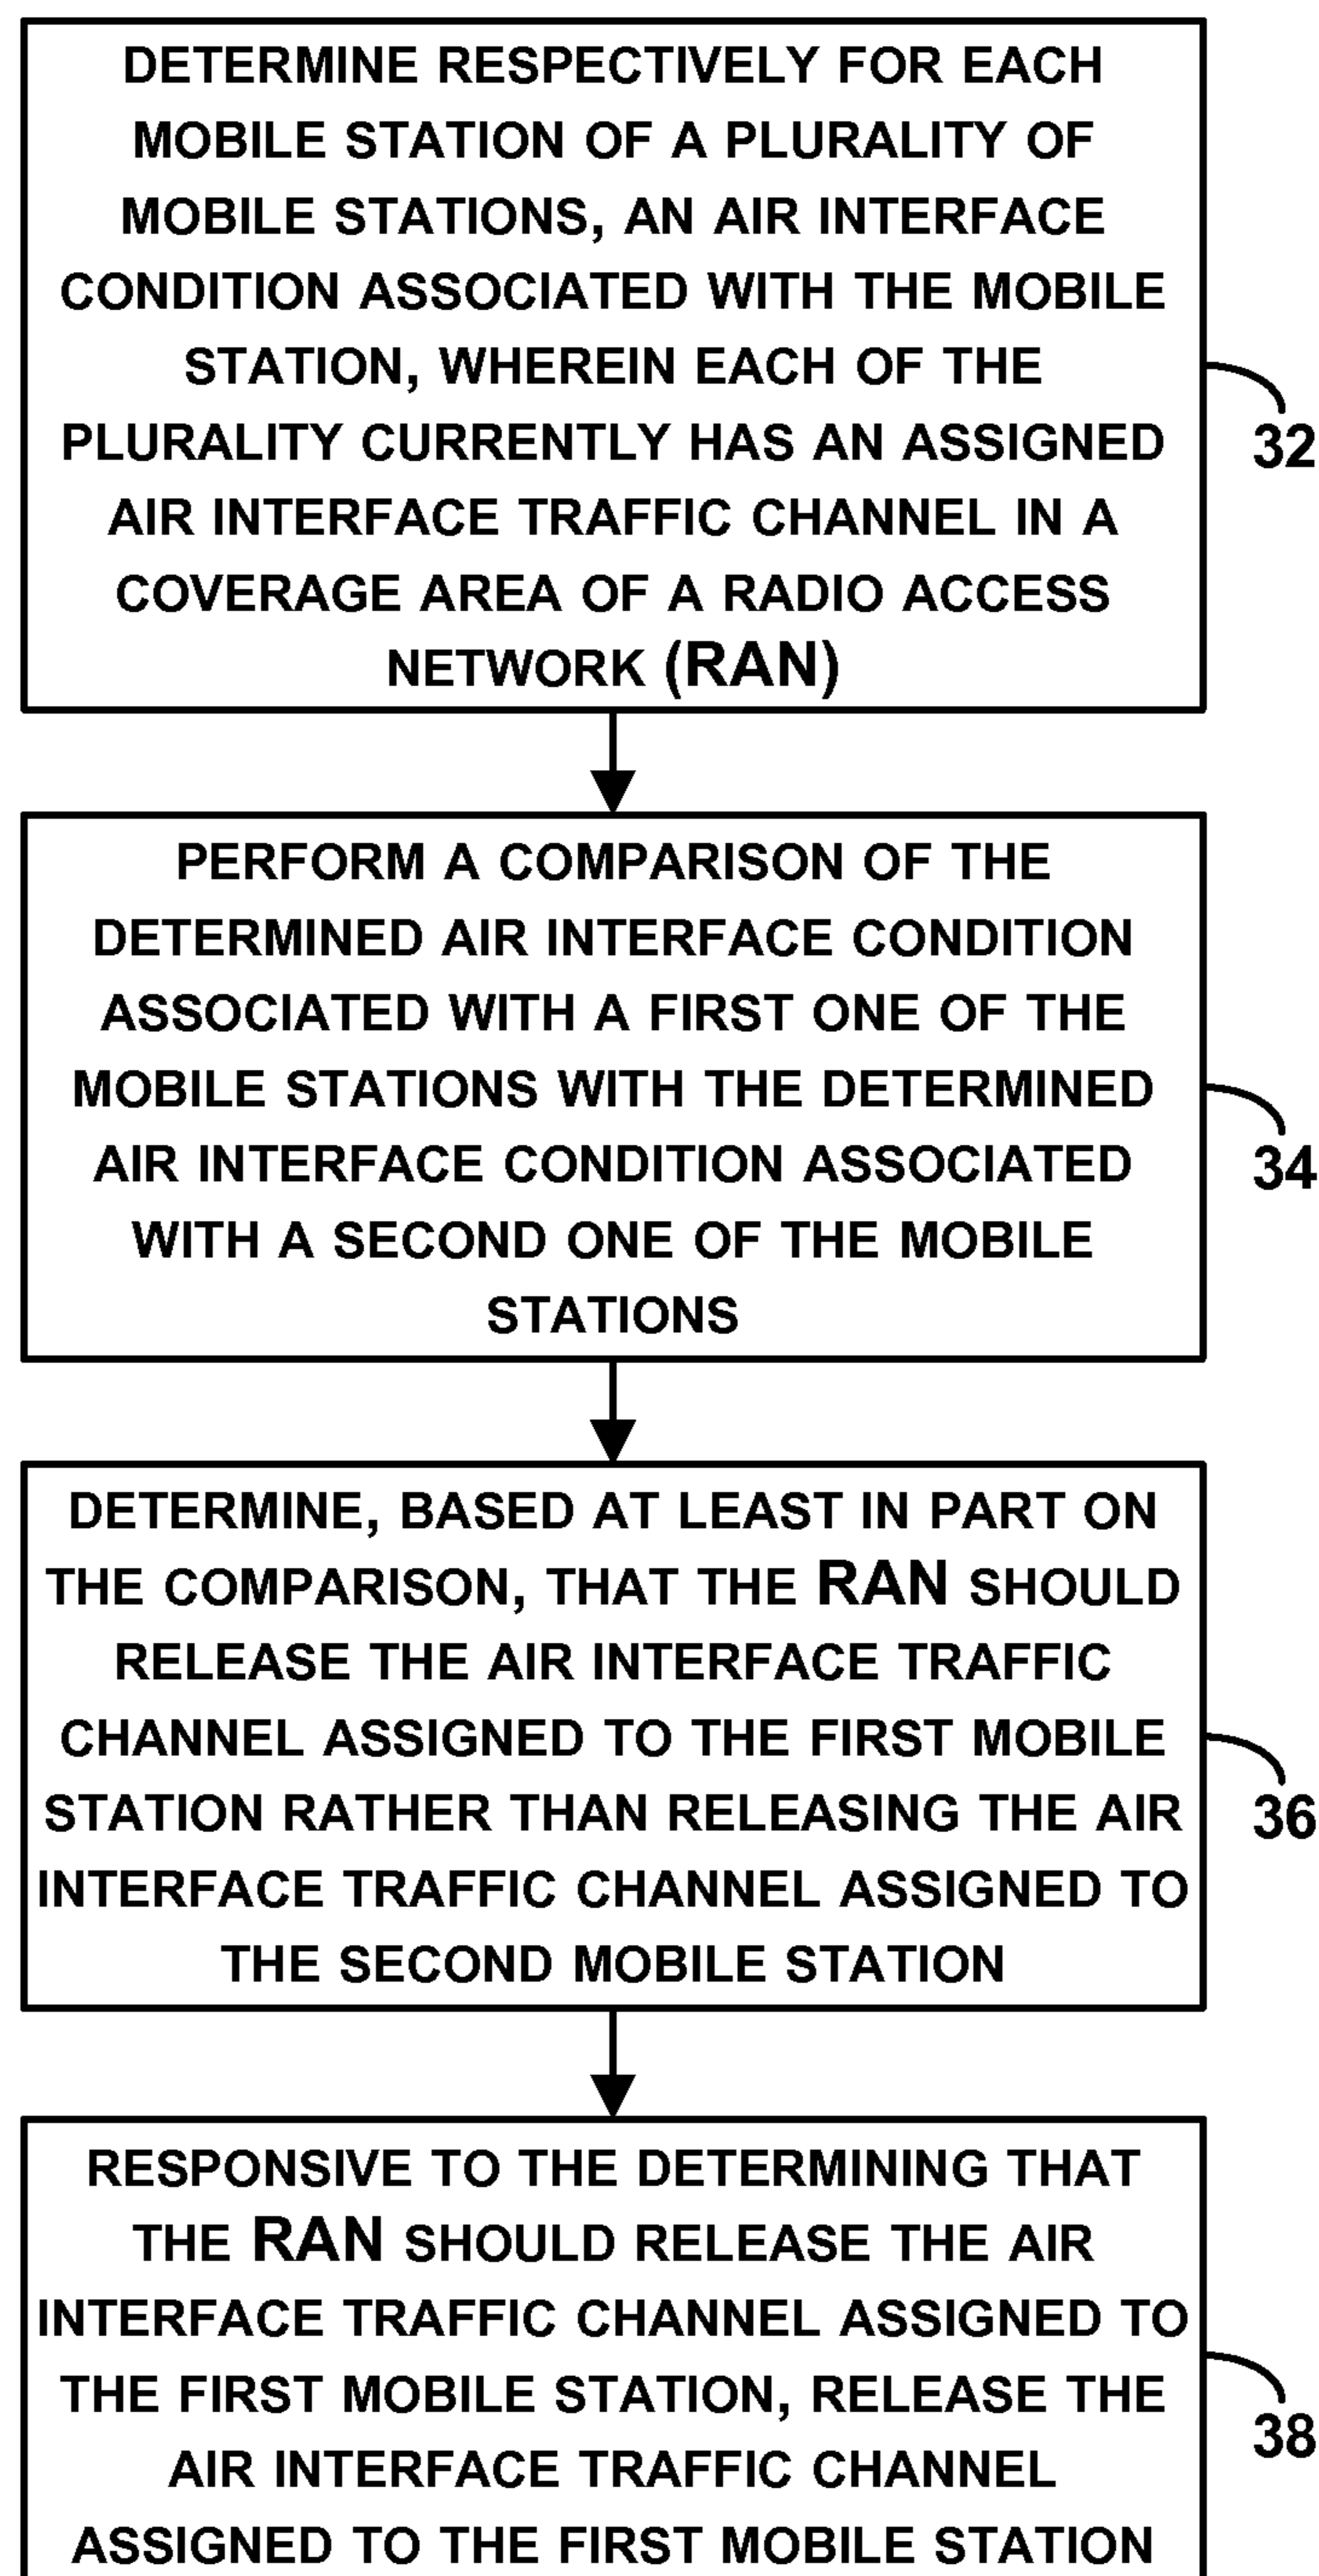 DETERMINE RESPECTIVELY FOR EACH
MOBILE STATION OF A PLURALITY OF
MOBILE STATIONS, AN AIR INTERFACE
CONDITION ASSOCIATED WITH THE MOBILE
STATION, WHEREIN EACH OF THE
PLURALITY CURRENTLY HAS AN ASSIGNED
AIR INTERFACE TRAFFIC CHANNEL IN A
COVERAGE AREA OF A RADIO ACCESS
NETWORK (RAN)
32
PERFORM A COMPARISON OF THE
DETERMINED AIR INTERFACE CONDITION
ASSOCIATED WITH A FIRST ONE OF THE
MOBILE STATIONS WITH THE DETERMINED
AIR INTERFACE CONDITION ASSOCIATED
WITH A SECOND ONE OF THE MOBILE
STATIONS
34
DETERMINE, BASED AT LEAST IN PART ON
THE COMPARISON, THAT THE RAN SHOULD
RELEASE THE AIR INTERFACE TRAFFIC
CHANNEL ASSIGNED TO THE FIRST MOBILE
STATION RATHER THAN RELEASING THE AIR
INTERFACE TRAFFIC CHANNEL ASSIGNED TO
THE SECOND MOBILE STATION
36
RESPONSIVE TO THE DETERMINING THAT
THE RAN SHOULD RELEASE THE AIR
INTERFACE TRAFFIC CHANNEL ASSIGNED TO
THE FIRST MOBILE STATION, RELEASE THE
AIR INTERFACE TRAFFIC CHANNEL
ASSIGNED TO THE FIRST MOBILE STATION
38